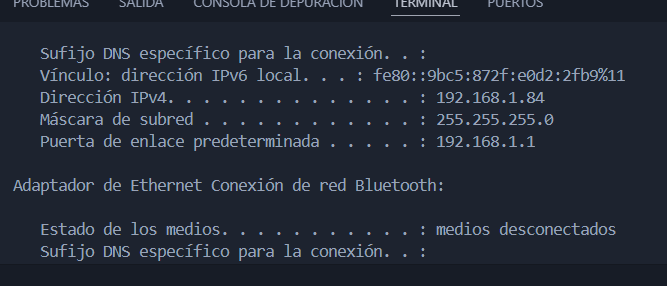 PROBLEMAS SALIDA CONSOLA DE DEPURACIÓN TERMINAL PUERTOS
Sufijo DNS específico para la conexión. . :
Vínculo: dirección IPv6 local. . . : fe80::9bc5:872f:e0d2:2fb9%11
Dirección IPv4. . . . . . . . . . . . . . : 192.168.1.84
Máscara de subred . . . . . . . . . . . . : 255.255.255.0
Puerta de enlace predeterminada . . . . . : 192.168.1.1
Adaptador de Ethernet Conexión de red Bluetooth:
Estado de los medios. . . . . . . . . . . : medios desconectados
Sufijo DNS específico para la conexión. . :